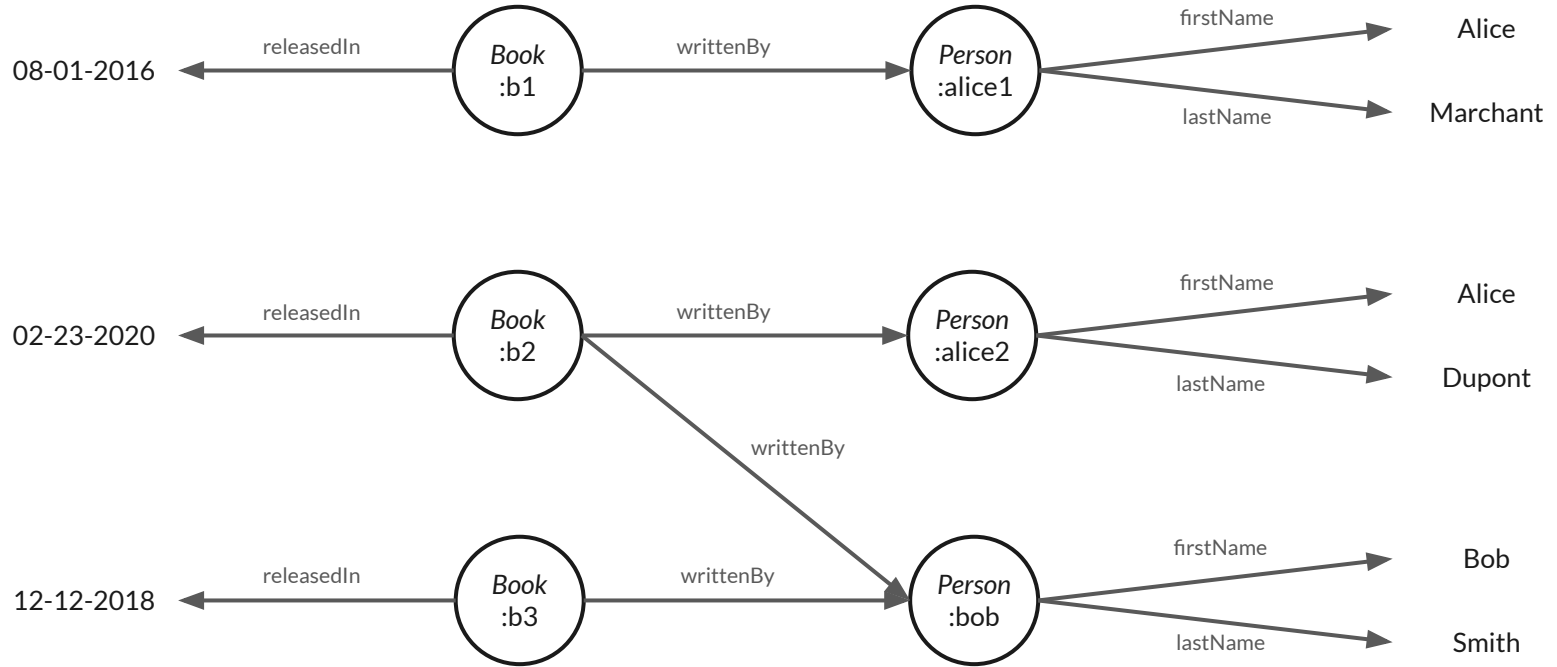 releasedIn
writtenBy
firstName
Alice
08-01-2016
Book
:b1
Person
:alice1
lastName
Marchant
releasedIn
writtenBy
firstName
Alice
02-23-2020
Book
:b2
Person
:alice2
lastName
Dupont
writtenBy
releasedIn
writtenBy
firstName
Bob
12-12-2018
Book
:b3
Person
:bob
lastName
Smith